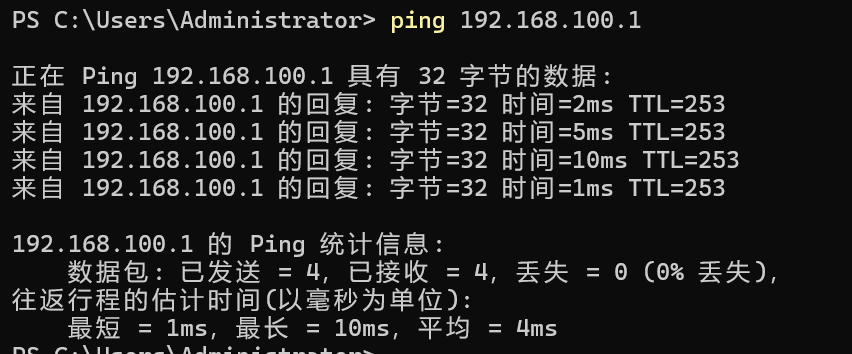 PS C:\Users\Administrator> ping 192.168.100.1
正在 Ping 192.168.100.1 具有 32 字节的数据:
来自 192.168.100.1 的回复: 字节=32 时间=2ms TTL=253
来自 192.168.100.1 的回复: 字节=32 时间=5ms TTL=253
来自 192.168.100.1 的回复: 字节=32 时间=10ms TTL=253
来自 192.168.100.1 的回复: 字节=32 时间=1ms TTL=253
192.168.100.1 的 Ping 统计信息:
数据包: 已发送 = 4, 已接收 = 4, 丢失 = 0 (0% 丢失),
往返行程的估计时间(以毫秒为单位):
最短 = 1ms, 最长 = 10ms, 平均 = 4ms
PS C:\Users\Administrator>